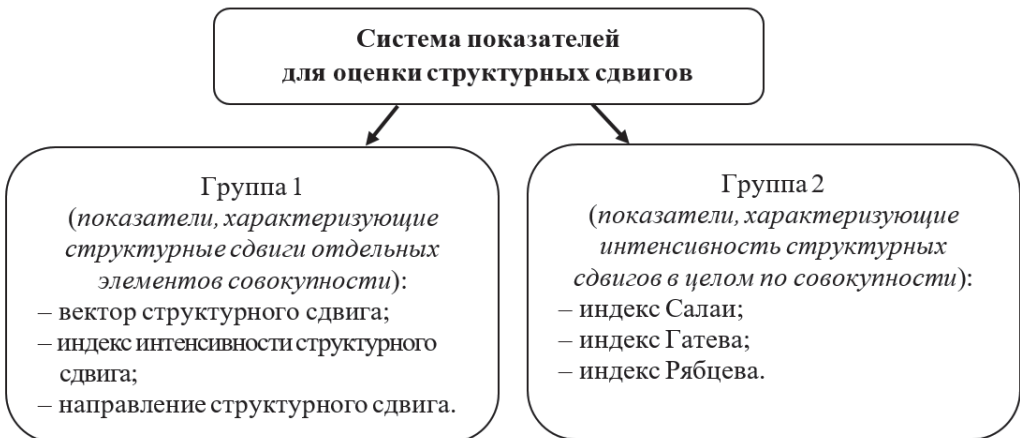 Система показателей
для оценки структурных сдвигов
Группа 1
(показатели, характеризующие
структурные сдвиги отдельных
элементов совокупности):
– вектор структурного сдвига;
– индекс интенсивности структурного
сдвига;
– направление структурного сдвига.
Группа 2
(показатели, характеризующие
интенсивность структурных
сдвигов в целом по совокупности):
– индекс Салаи;
– индекс Гатева;
– индекс Рябцева.